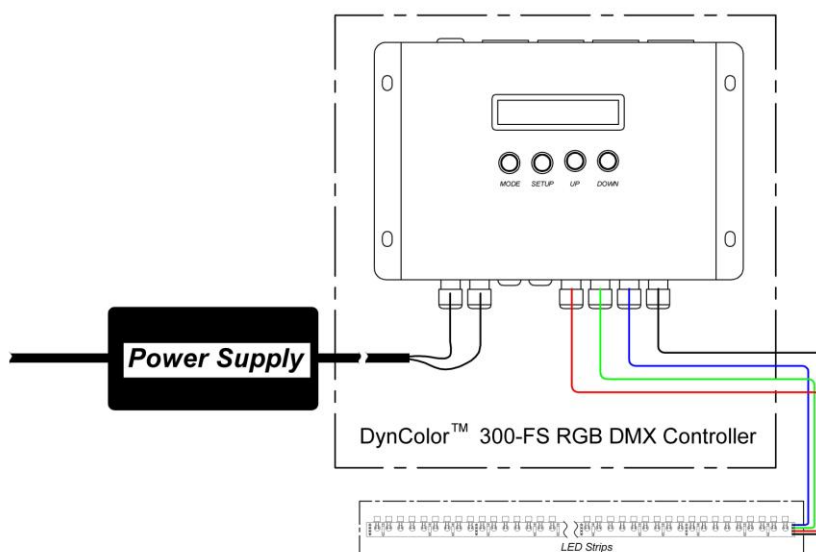 MODE SETUP UP DOWN
Power Supply
DynColor™ 300-FS RGB DMX Controller
LED Strips